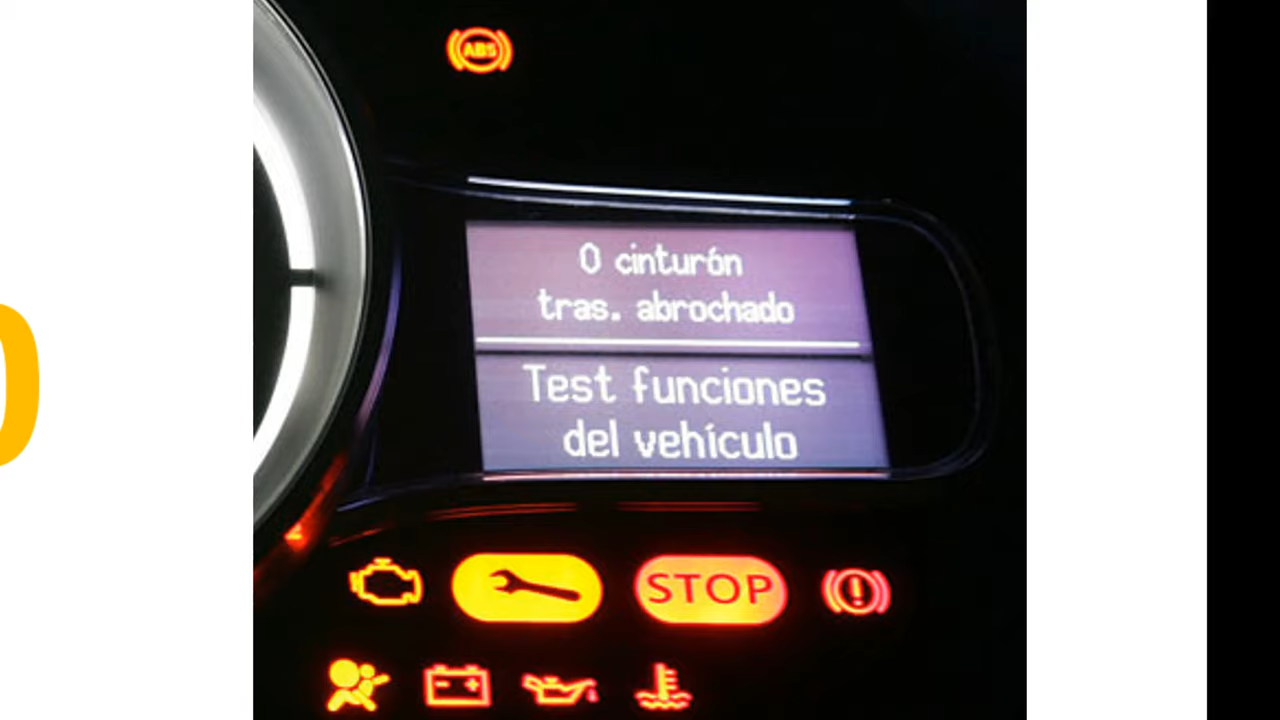 ABS
0 cinturón
tras. abrochado
Test funciones
del vehículo
STOP